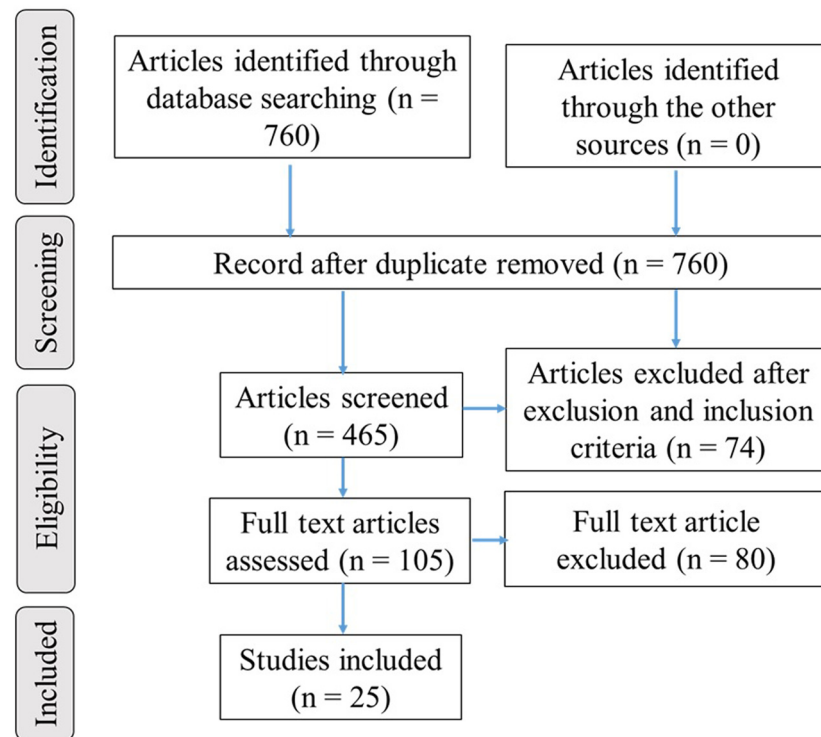 Identification
Articles identified through
database searching (n =
760)
Articles identified
through the other
sources (n = 0)
Screening
Record after duplicate removed (n = 760)
Articles screened
(n = 465)
Articles excluded after
exclusion and inclusion
criteria (n = 74)
Eligibility
Full text articles
assessed (n = 105)
Full text article
excluded (n = 80)
Included
Studies included
(n = 25)